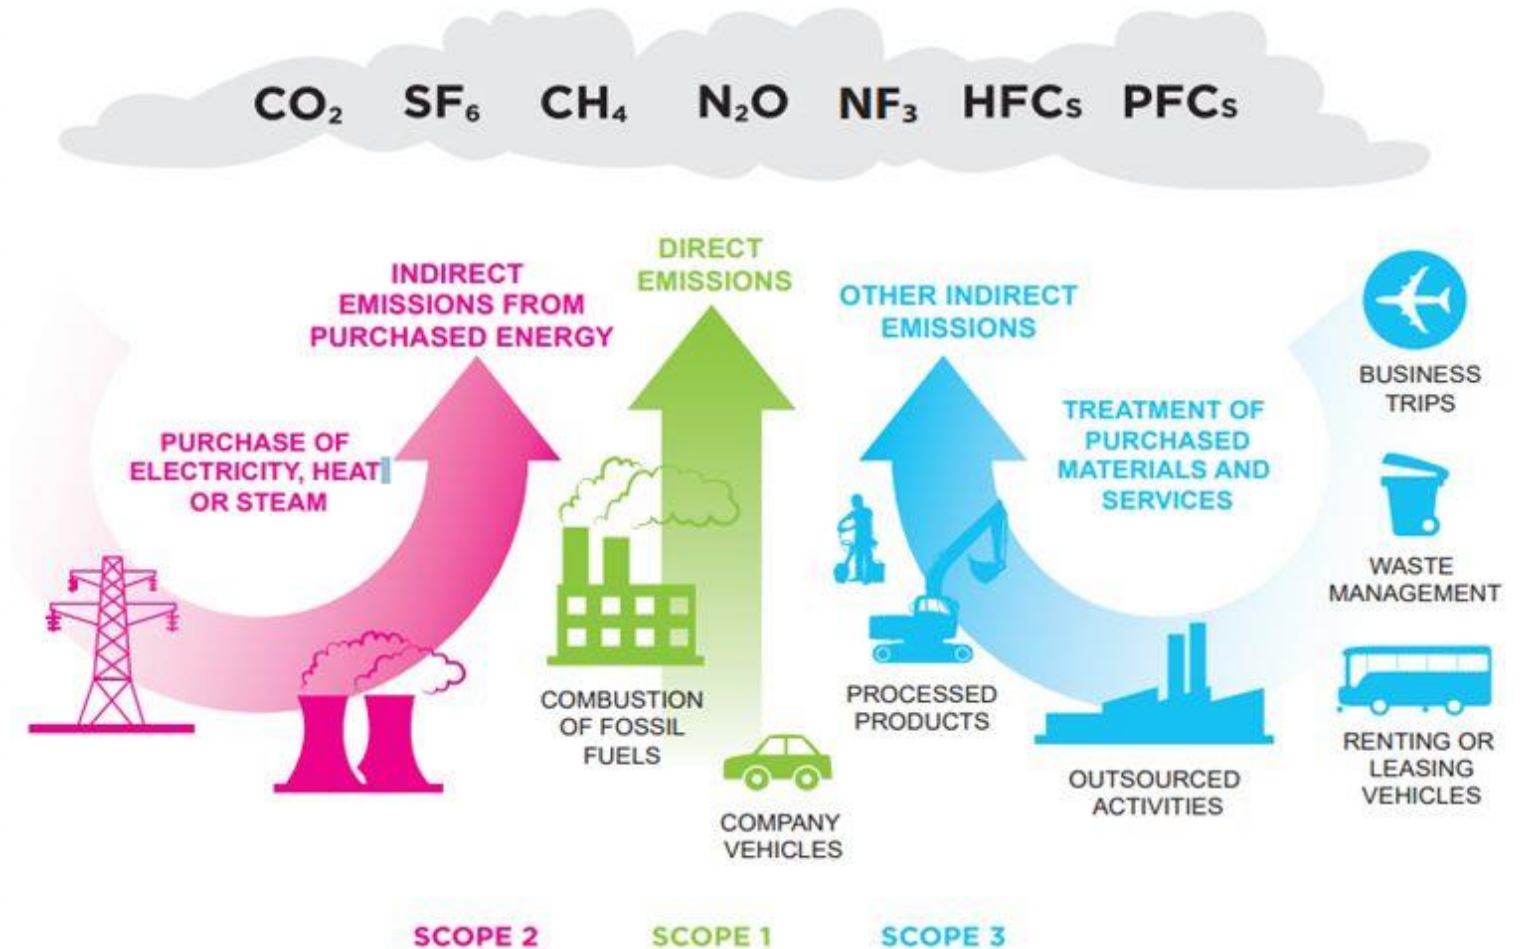 CO₂ SF₆ CH₄ N₂O NF₃ HFCs PFCs
INDIRECT
EMISSIONS FROM
PURCHASED ENERGY
DIRECT
EMISSIONS
OTHER INDIRECT
EMISSIONS
PURCHASE OF
ELECTRICITY, HEAT
OR STEAM
TREATMENT OF
PURCHASED
MATERIALS AND
SERVICES
BUSINESS
TRIPS
WASTE
MANAGEMENT
COMBUSTION
OF FOSSIL
FUELS
COMPANY
VEHICLES
PROCESSED
PRODUCTS
OUTSOURCED
ACTIVITIES
RENTING OR
LEASING
VEHICLES
SCOPE 2
SCOPE 1
SCOPE 3